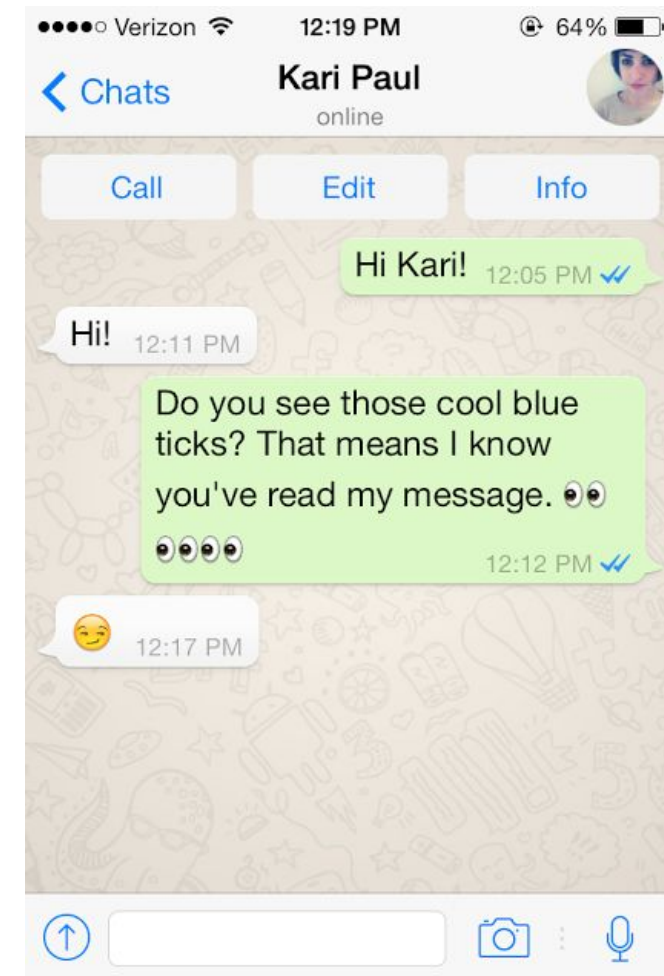 Verizon 12:19 PM 64%
Chats Kari Paul
online
Call Edit Info
Hi Kari! 12:05 PM
Hi! 12:11 PM
Do you see those cool blue
ticks? That means I know
you've read my message. 👀
👀👀 12:12 PM
😏 12:17 PM